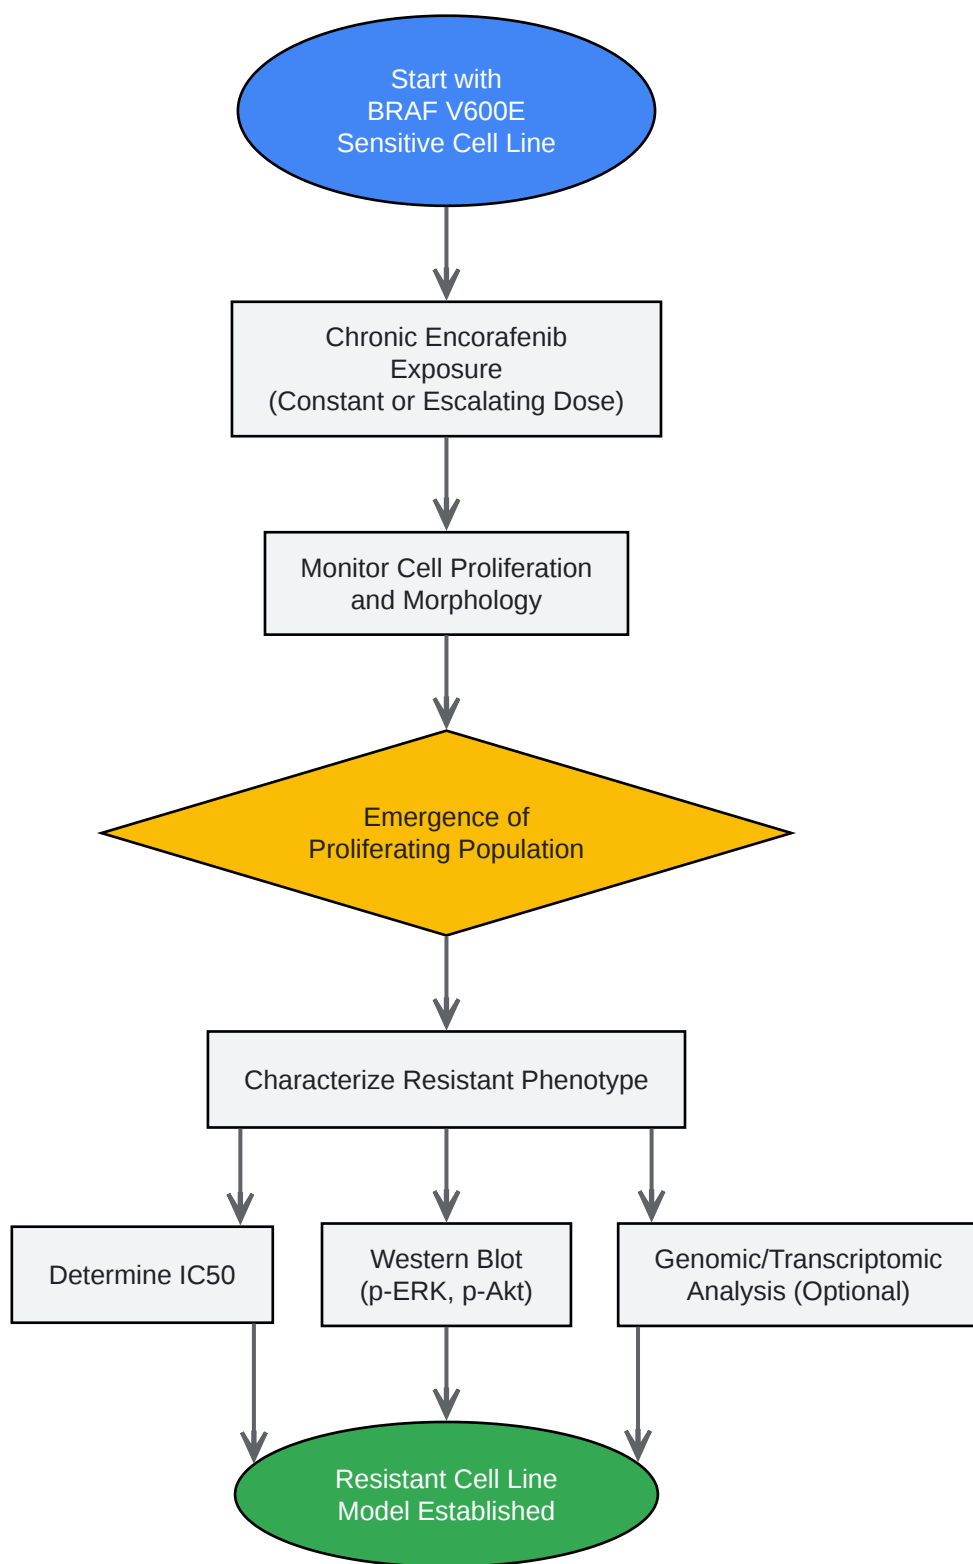 Start with
BRAF V600E
Sensitive Cell Line
Chronic Encorafenib
Exposure
(Constant or Escalating Dose)
Monitor Cell Proliferation
and Morphology
Emergence of
Proliferating Population
Characterize Resistant Phenotype
Determine IC50
Western Blot
(p-ERK, p-Akt)
Genomic/Transcriptomic
Analysis (Optional)
Resistant Cell Line
Model Established